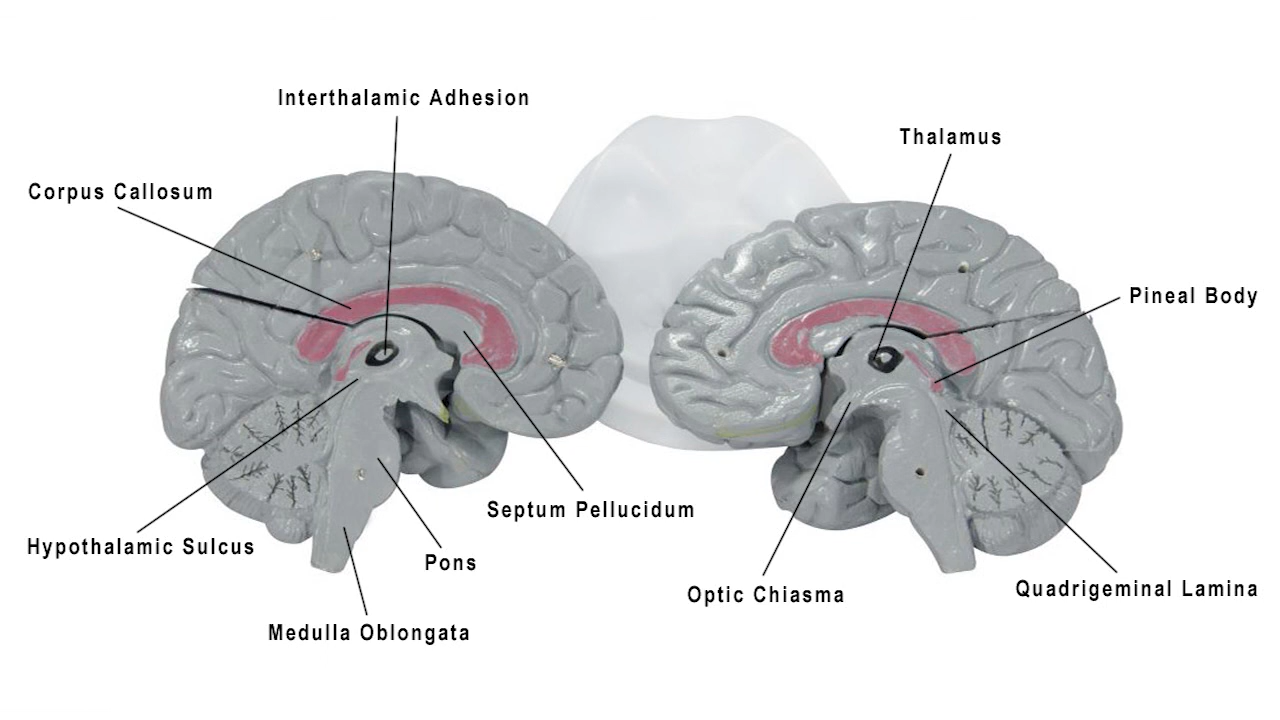 Interthalamic Adhesion
Thalamus
Corpus Callosum
Pineal Body
Septum Pellucidum
Hypothalamic Sulcus
Pons
Optic Chiasma
Quadrigeminal Lamina
Medulla Oblongata